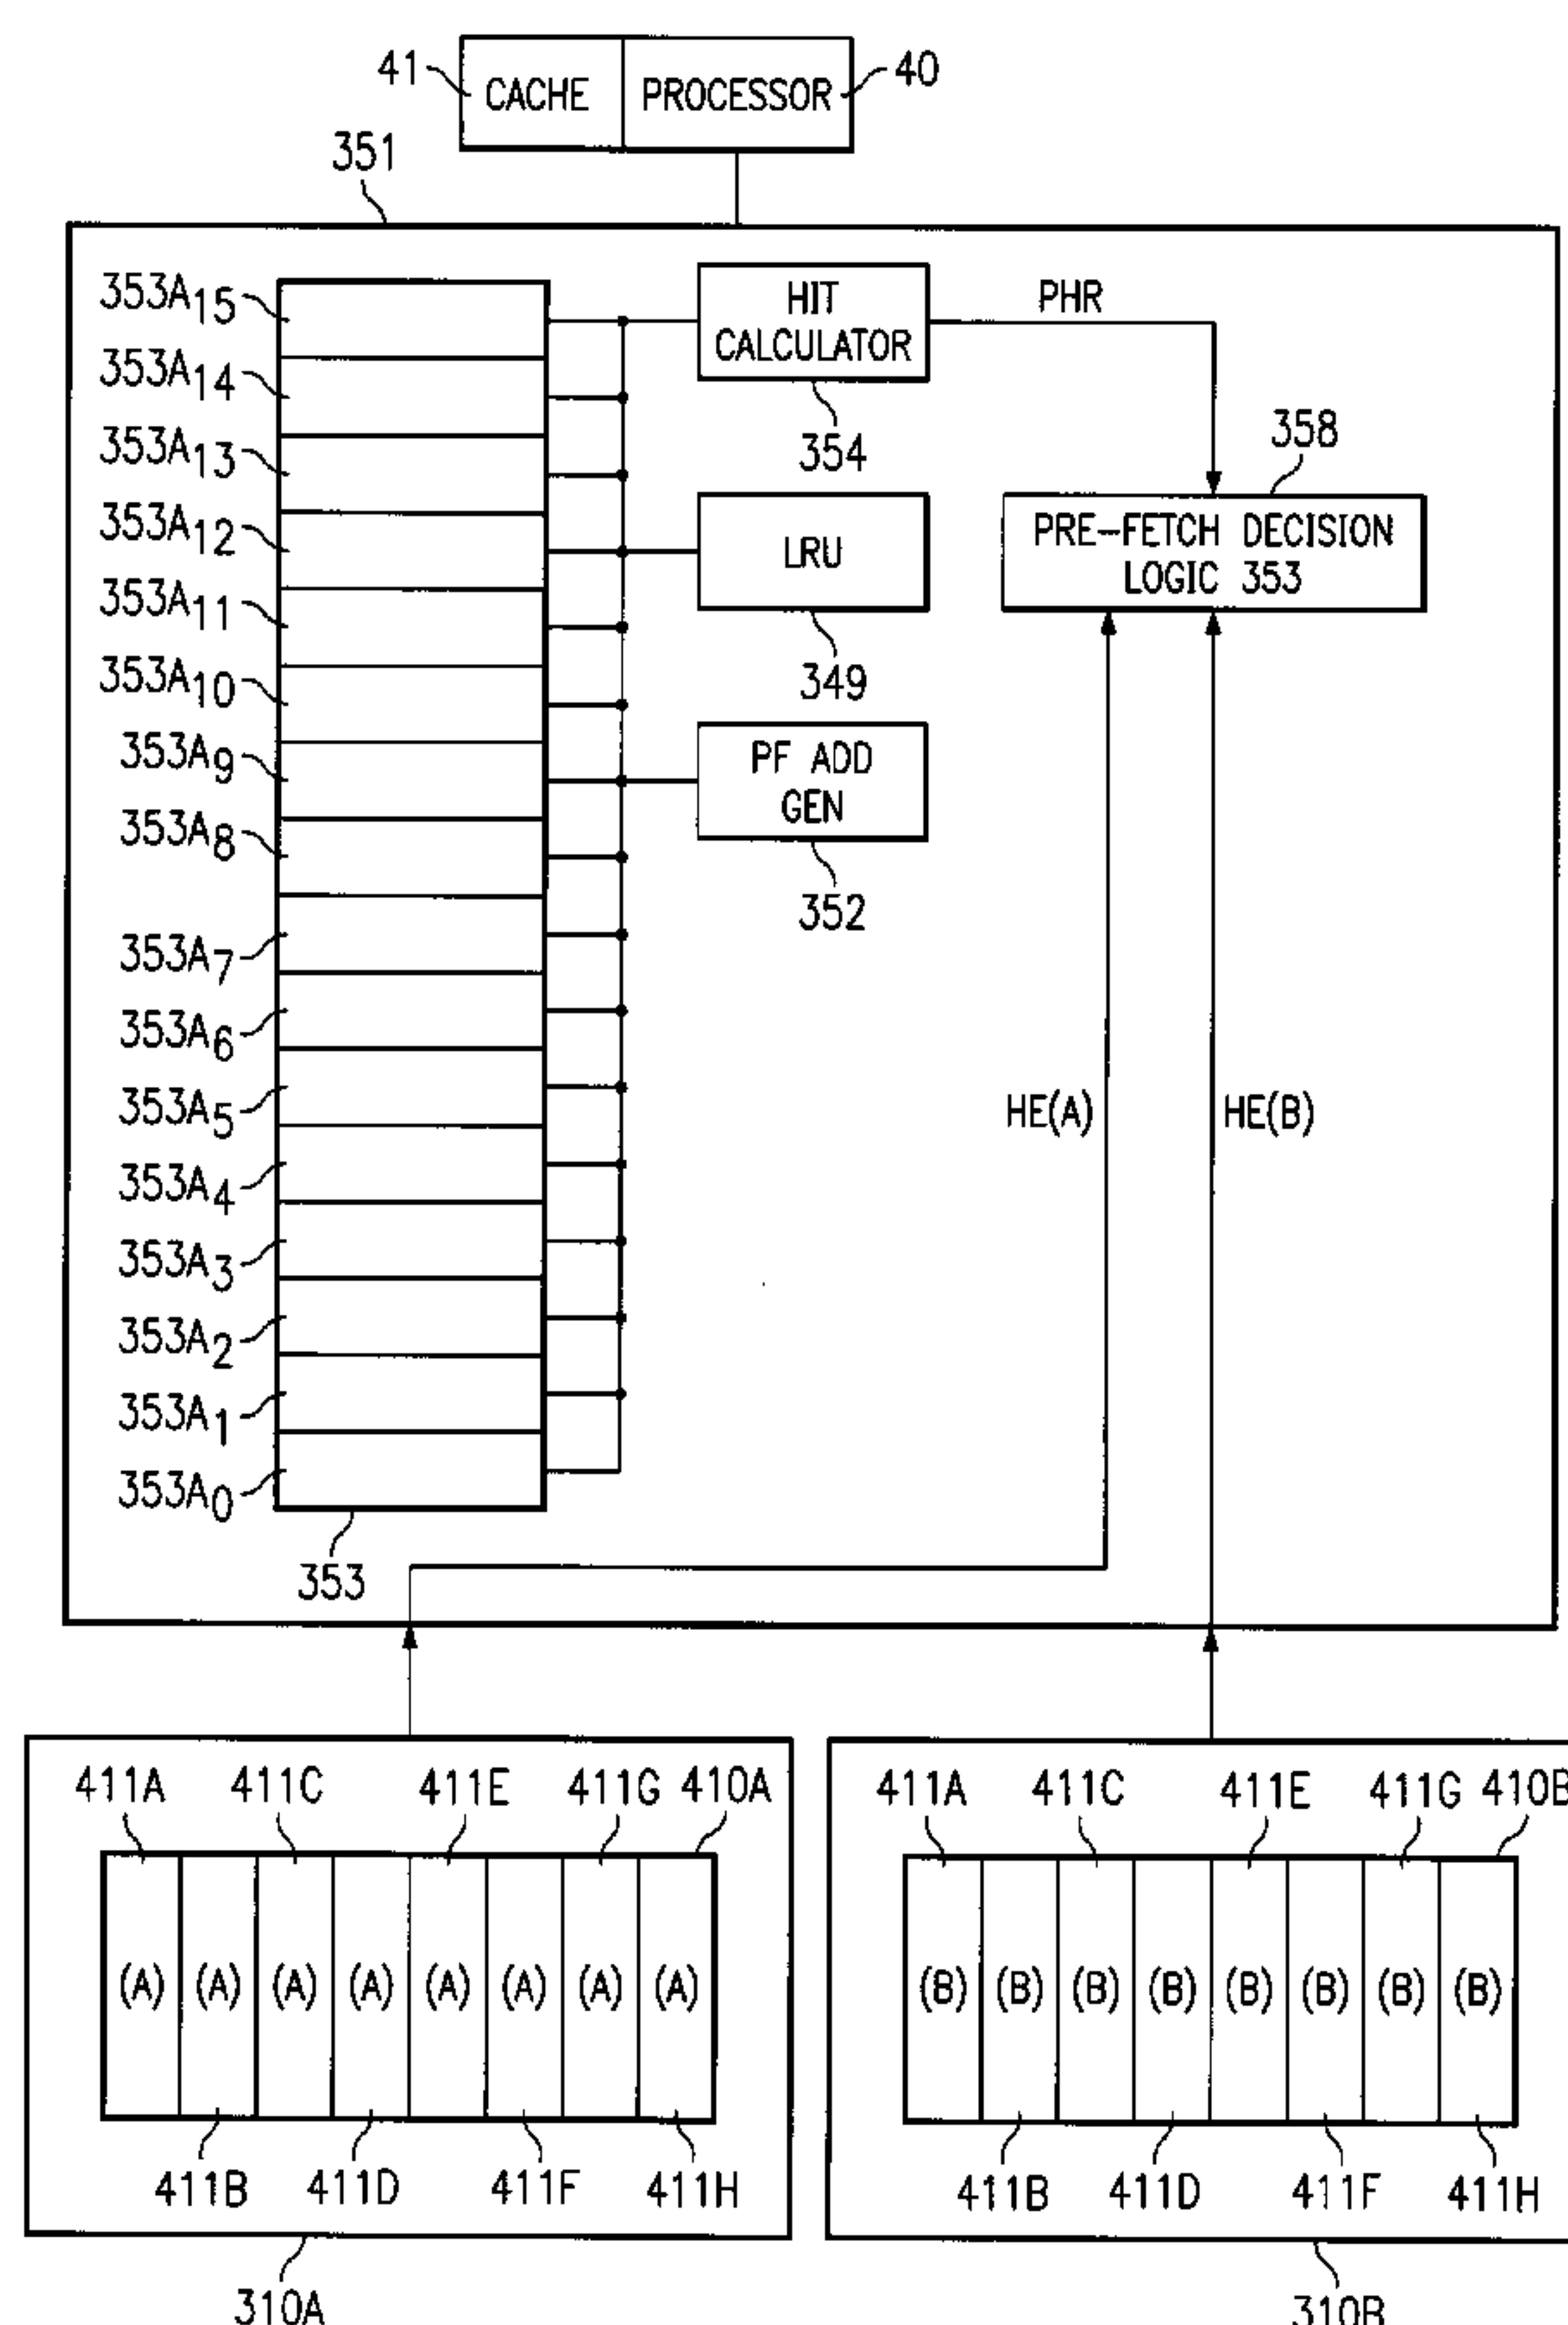 41 CACHE PROCESSOR 40
351
353A15
353A14
353A13
353A12
353A11
353A10
353A9
353A8
353A7
353A6
353A5
353A4
353A3
353A2
353A1
353A0
353
HIT
CALCULATOR
354
PHR
LRU
349
PF ADD
GEN
352
358
PRE-FETCH DECISION
LOGIC 353
HE(A)
HE(B)
411A 411C 411E 411G 410A
(A) (A) (A) (A) (A) (A) (A) (A)
411B 411D 411F 411H
310A
411A 411C 411E 411G 410B
(B) (B) (B) (B) (B) (B) (B) (B)
411B 411D 411F 411H
310B